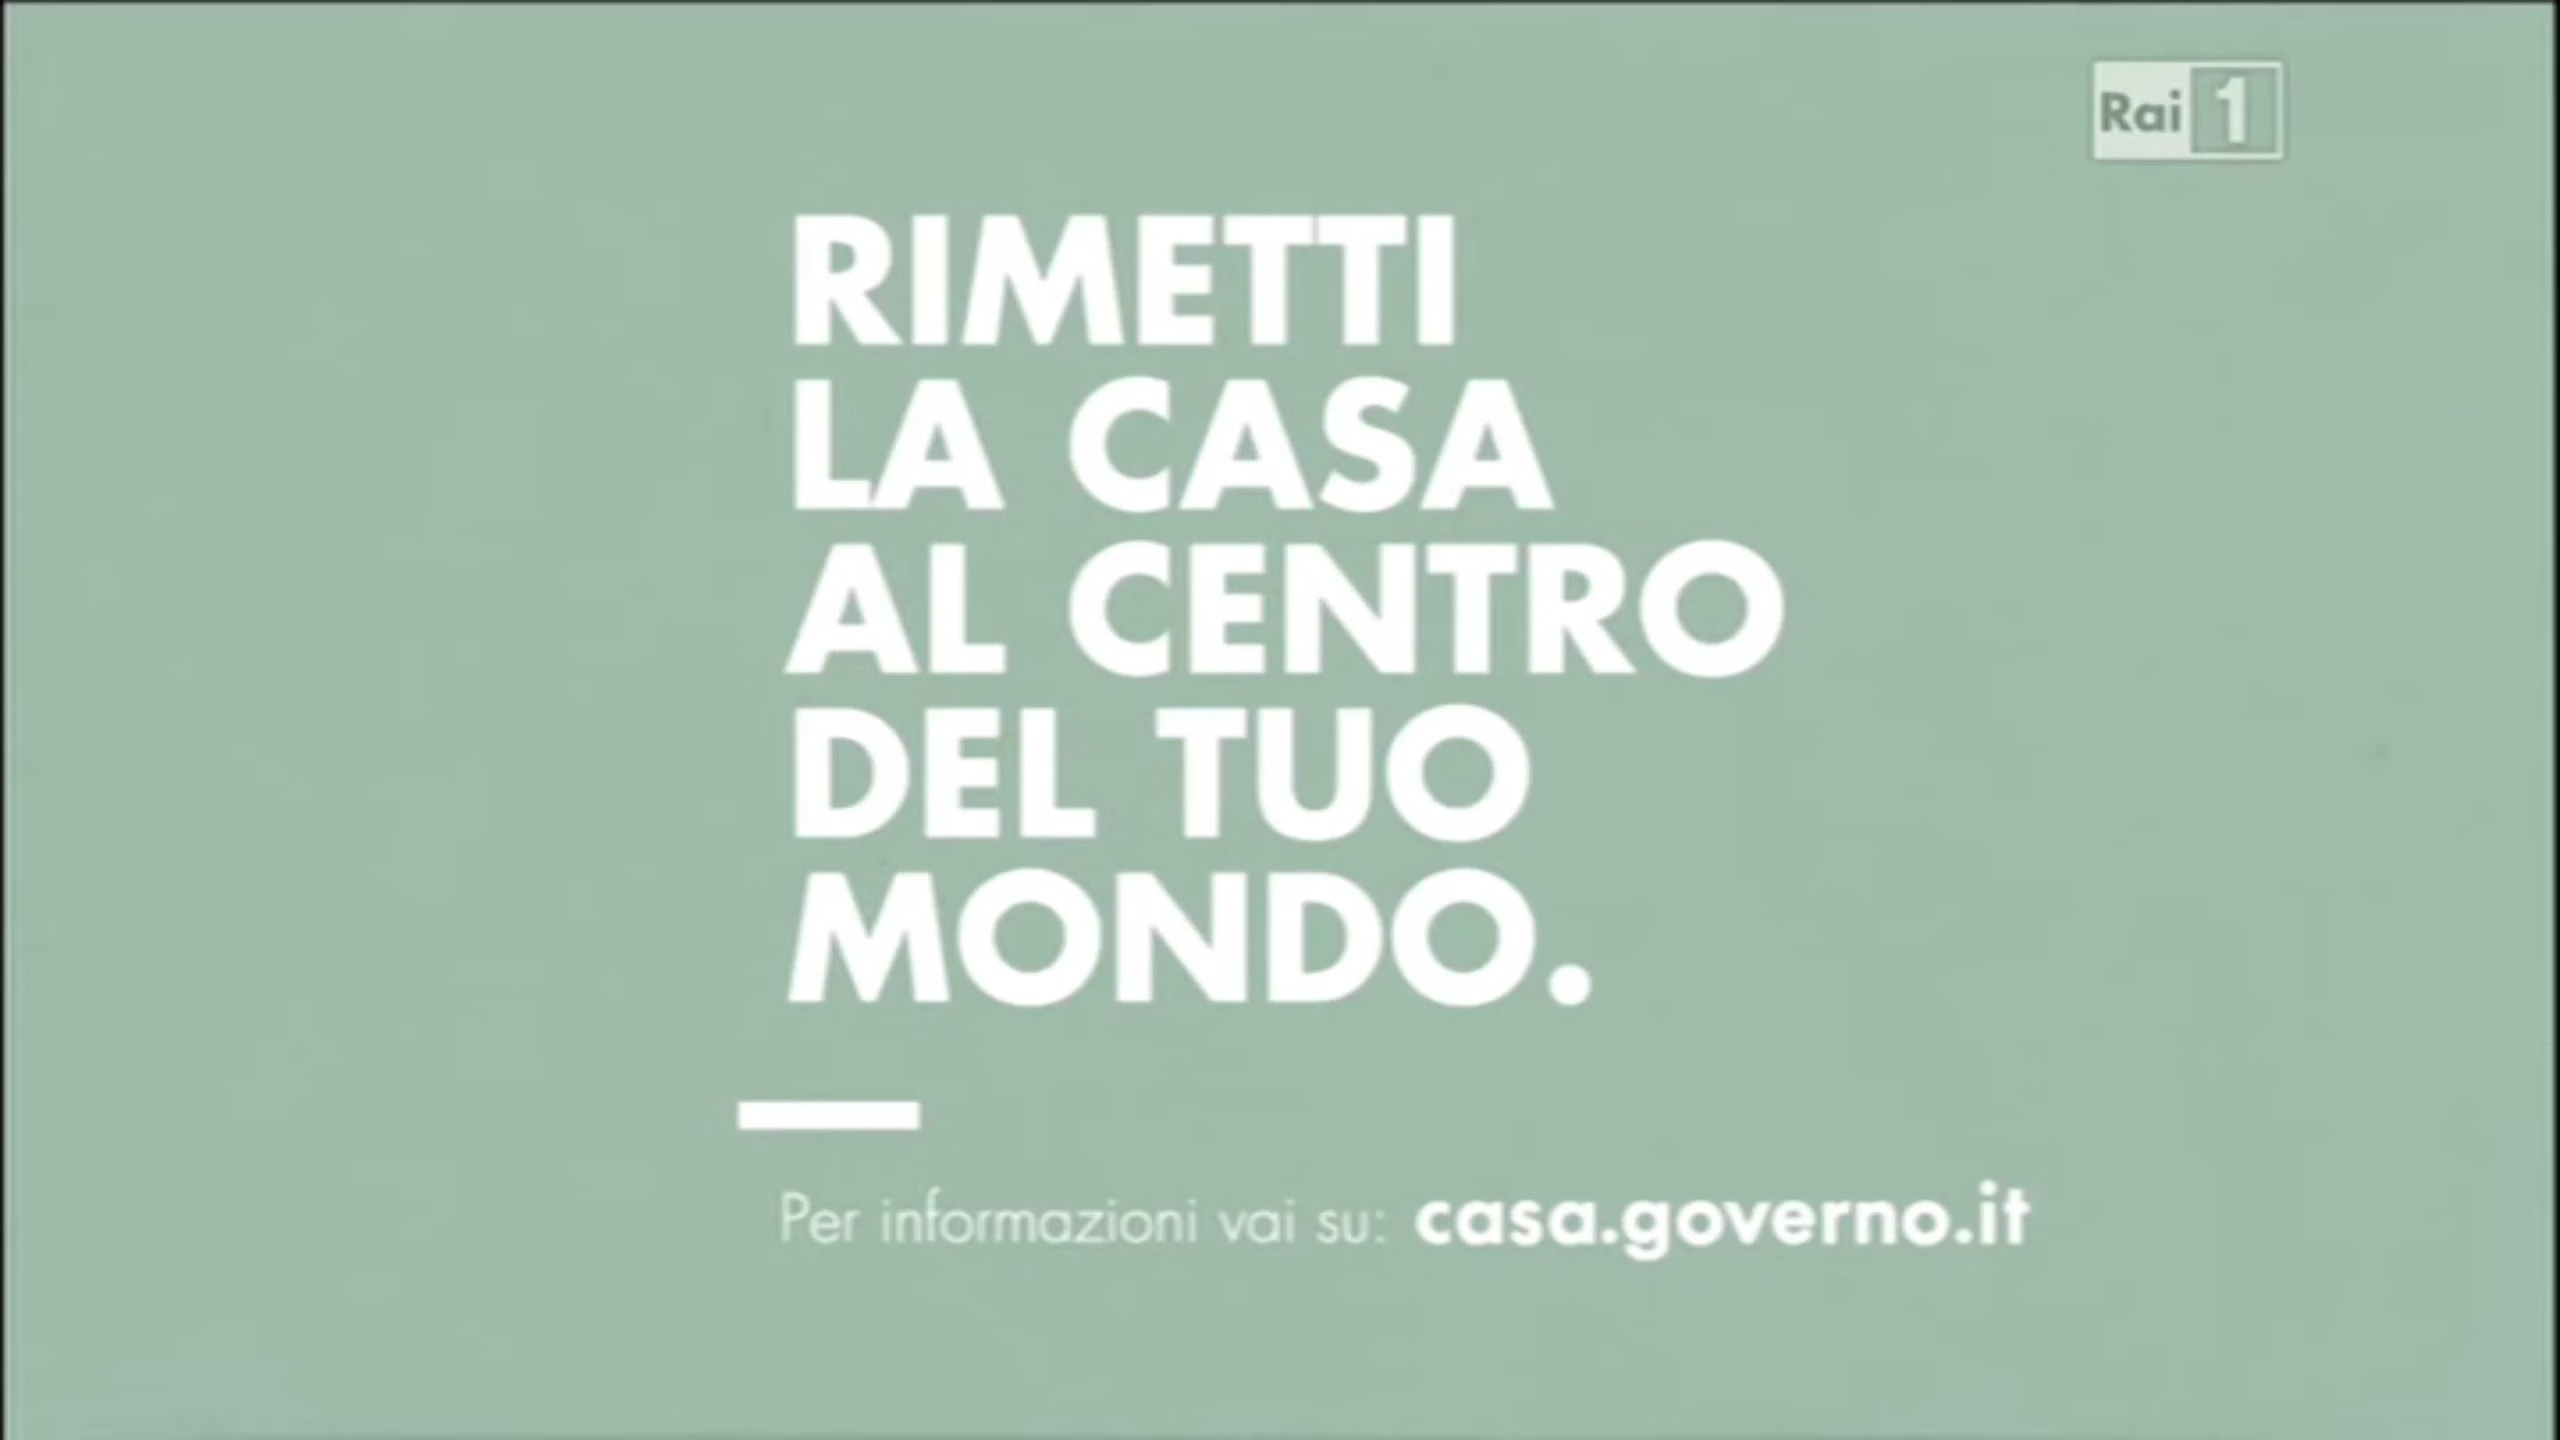 Rai 1
RIMETTI
LA CASA
AL CENTRO
DEL TUO
MONDO.
Per informazioni vai su: casa.governo.it